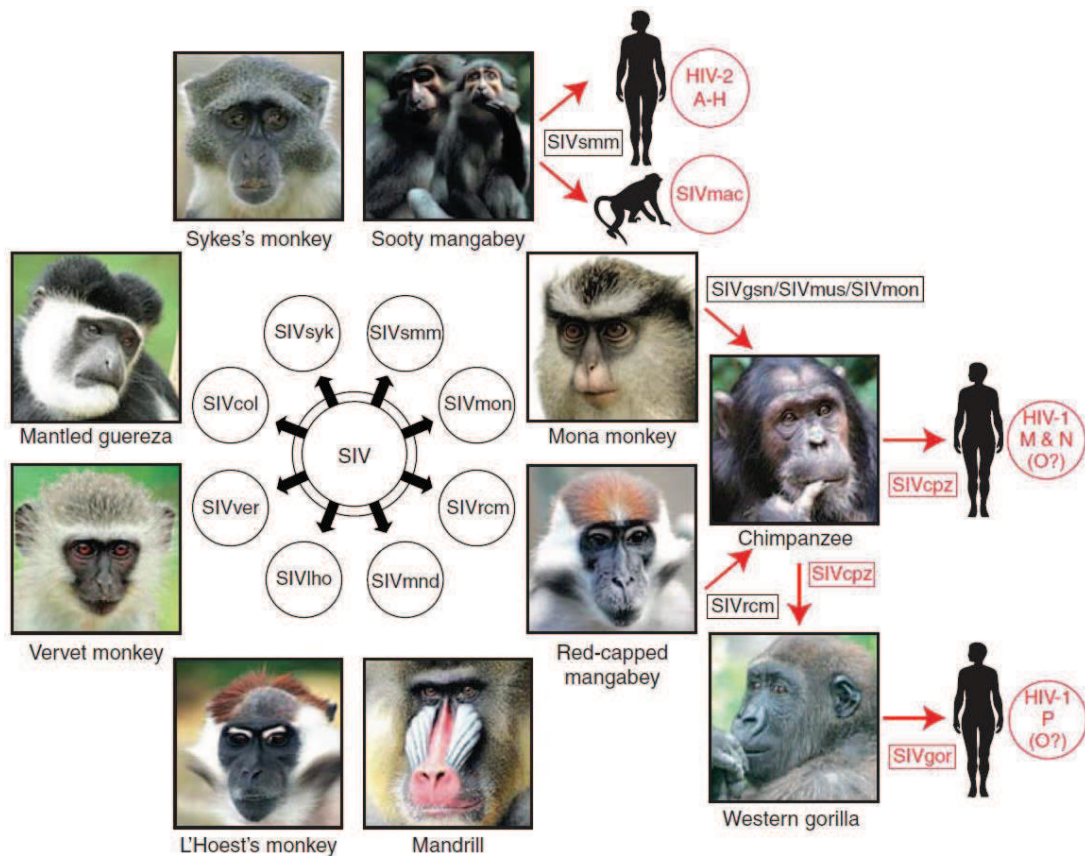 HIV-2
A-H
SIVsmm
SIVmac
Sykes's monkey
Sooty mangabey
SIVgsn/SIVmus/SIVmon
SIVsyk
SIVsmm
SIVcol
SIVmon
Mantled guereza
Mona monkey
SIV
HIV-1
M & N
(O?)
SIVcpz
SIVver
SIVrcm
Chimpanzee
SIVlho
SIVmnd
SIVcpz
SIVrcm
Vervet monkey
Red-capped
mangabey
HIV-1
P
(O?)
SIVgor
L'Hoest's monkey
Mandrill
Western gorilla